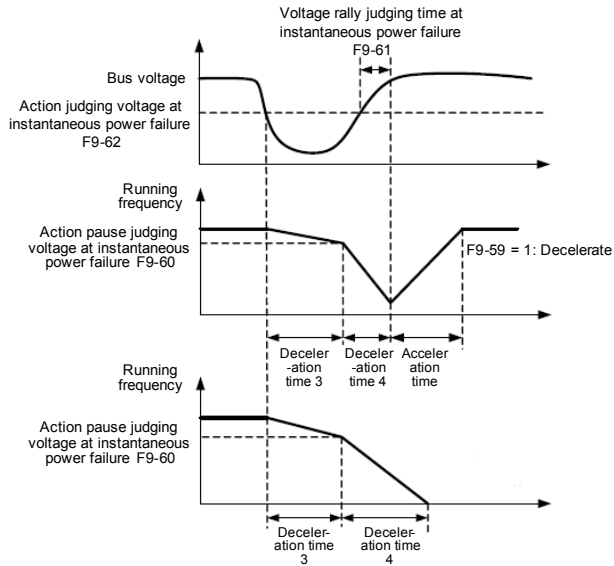 Voltage rally judging time at
instantaneous power failure
F9-61
Bus voltage
Action judging voltage at
instantaneous power failure
F9-62
Running
frequency
Action pause judging
voltage at instantaneous
power failure F9-60
F9-59 = 1: Decelerate
Deceler
-ation
time 3
Deceler
-ation
time 4
Acceler
ation
time
Running
frequency
Action pause judging
voltage at instantaneous
power failure F9-60
Deceler-
ation time
3
Deceler-
ation time
4